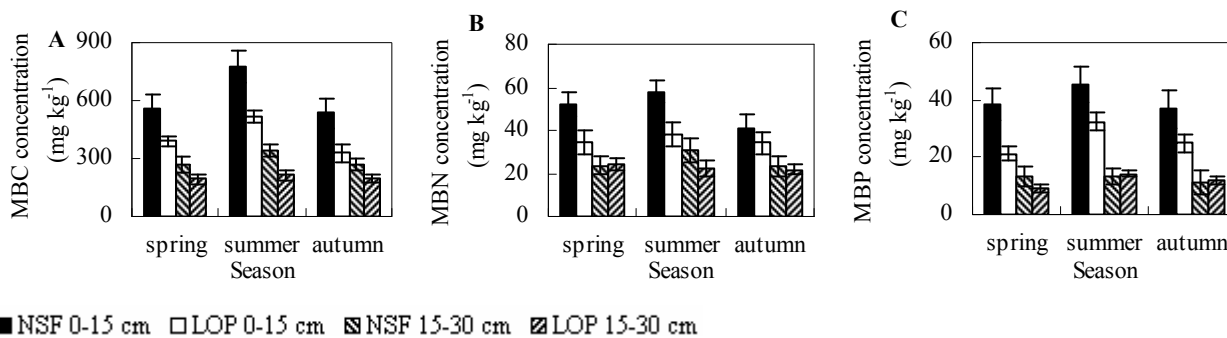 A
MBC concentration
(mg kg⁻¹)
900
600
300
0
spring summer autumn
Season
B
MBN concentration
(mg kg⁻¹)
80
60
40
20
0
spring summer autumn
Season
C
MBP concentration
(mg kg⁻¹)
60
40
20
0
spring summer autumn
Season
NSF 0-15 cm LOP 0-15 cm NSF 15-30 cm LOP 15-30 cm